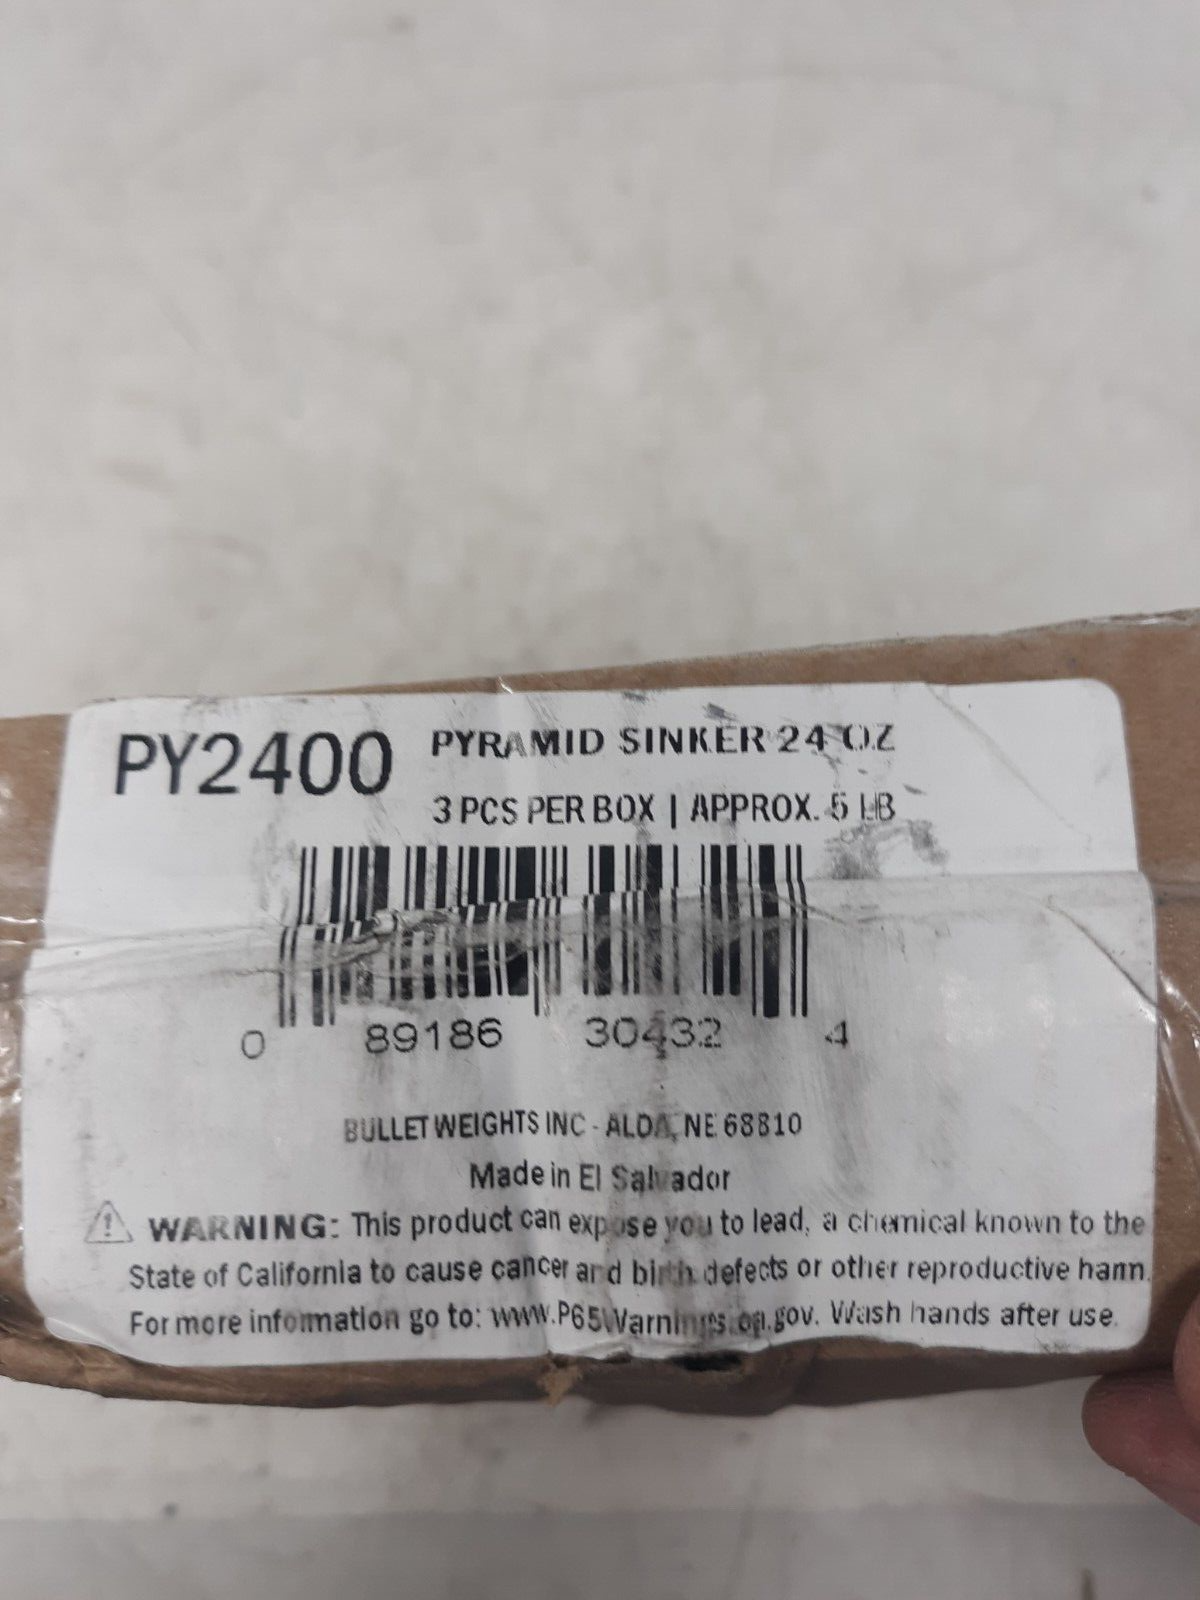 PY2400
PYRAMID SINKER 24 OZ
3 PCS PER BOX | APPROX. 5 LB
0 89186 30432 4
BULLET WEIGHTS INC - ALDA, NE 68810
Made in El Salvador
⚠ WARNING: This product can expose you to lead, a chemical known to the
State of California to cause cancer and birth defects or other reproductive harm.
For more information go to: www.P65Warnings.ca.gov. Wash hands after use.